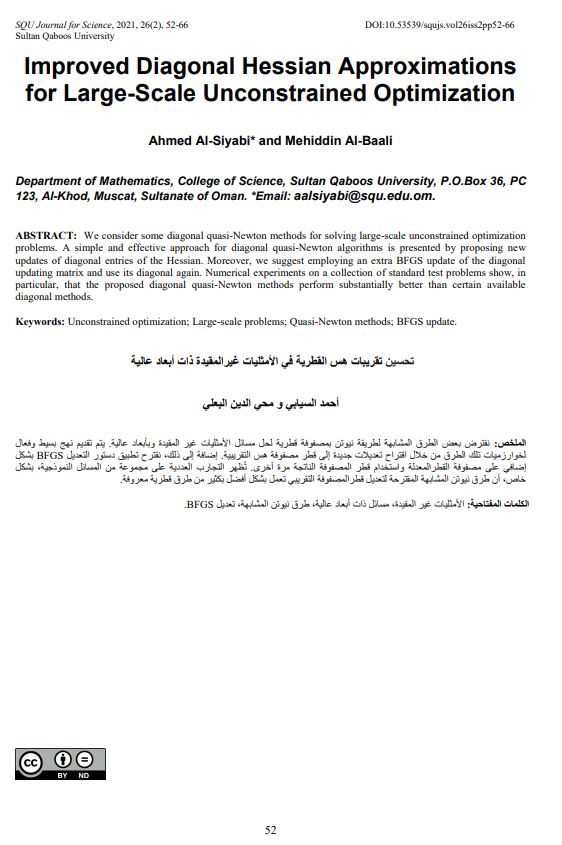 SQU Journal for Science, 2021, 26(2), 52-66 DOI:10.53539/squjs.vol26iss2pp52-66
Sultan Qaboos University
Improved Diagonal Hessian Approximations
for Large-Scale Unconstrained Optimization
Ahmed Al-Siyabi* and Mehiddin Al-Baali
Department of Mathematics, College of Science, Sultan Qaboos University, P.O.Box 36, PC
123, Al-Khod, Muscat, Sultanate of Oman. *Email: aalsiyabi@squ.edu.om.
ABSTRACT: We consider some diagonal quasi-Newton methods for solving large-scale unconstrained optimization
problems. A simple and effective approach for diagonal quasi-Newton algorithms is presented by proposing new
updates of diagonal entries of the Hessian. Moreover, we suggest employing an extra BFGS update of the diagonal
updating matrix and use its diagonal again. Numerical experiments on a collection of standard test problems show, in
particular, that the proposed diagonal quasi-Newton methods perform substantially better than certain available
diagonal methods.
Keywords: Unconstrained optimization; Large-scale problems; Quasi-Newton methods; BFGS update.
تحسين تقريبات هس القطرية في الأمثليات غيرالمقيدة ذات أبعاد عالية
أحمد السيابي و محي الدين البعلي
الملخص: نفترض بعض الطرق المشابهة لطريقة نيوتن بمصفوفة قطرية لحل مسائل الأمثليات غير المقيدة وبأبعاد عالية. يتم تقديم نهج بسيط وفعال
لخوارزميات تلك الطرق من خلال اقتراح تعديلات جديدة إلى قطر مصفوفة هس التقريبية. إضافة إلى ذلك، نقترح تطبيق دستور التعديل BFGS بشكل
إضافي على مصفوفة القطرالمعدلة واستخدام قطر المصفوفة الناتجة مرة أخرى. تُظهر التجارب العددية على مجموعة من المسائل النموذجية، بشكل
خاص، أن طرق نيوتن المشابهة المقترحة لتعديل قطرالمصفوفة التقريبي تعمل بشكل أفضل بكثير من طرق قطرية معروفة.
الكلمات المفتاحية: الأمثليات غير المقيدة، مسائل ذات أبعاد عالية، طرق نيوتن المشابهة، تعديل BFGS.
cc BY ND
52